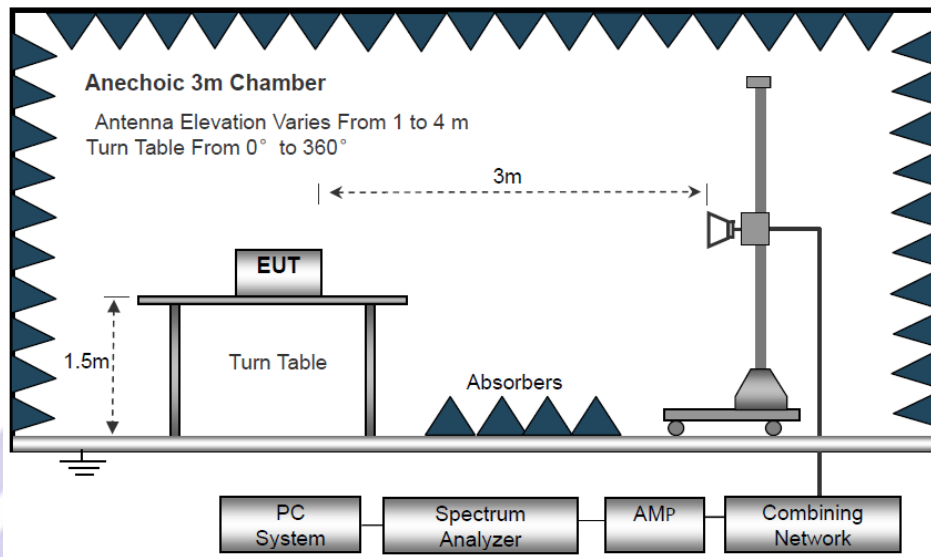 Anechoic 3m Chamber
Antenna Elevation Varies From 1 to 4 m
Turn Table From 0° to 360°
3m
EUT
1.5m
Turn Table
Absorbers
PC
System
Spectrum
Analyzer
AMP
Combining
Network